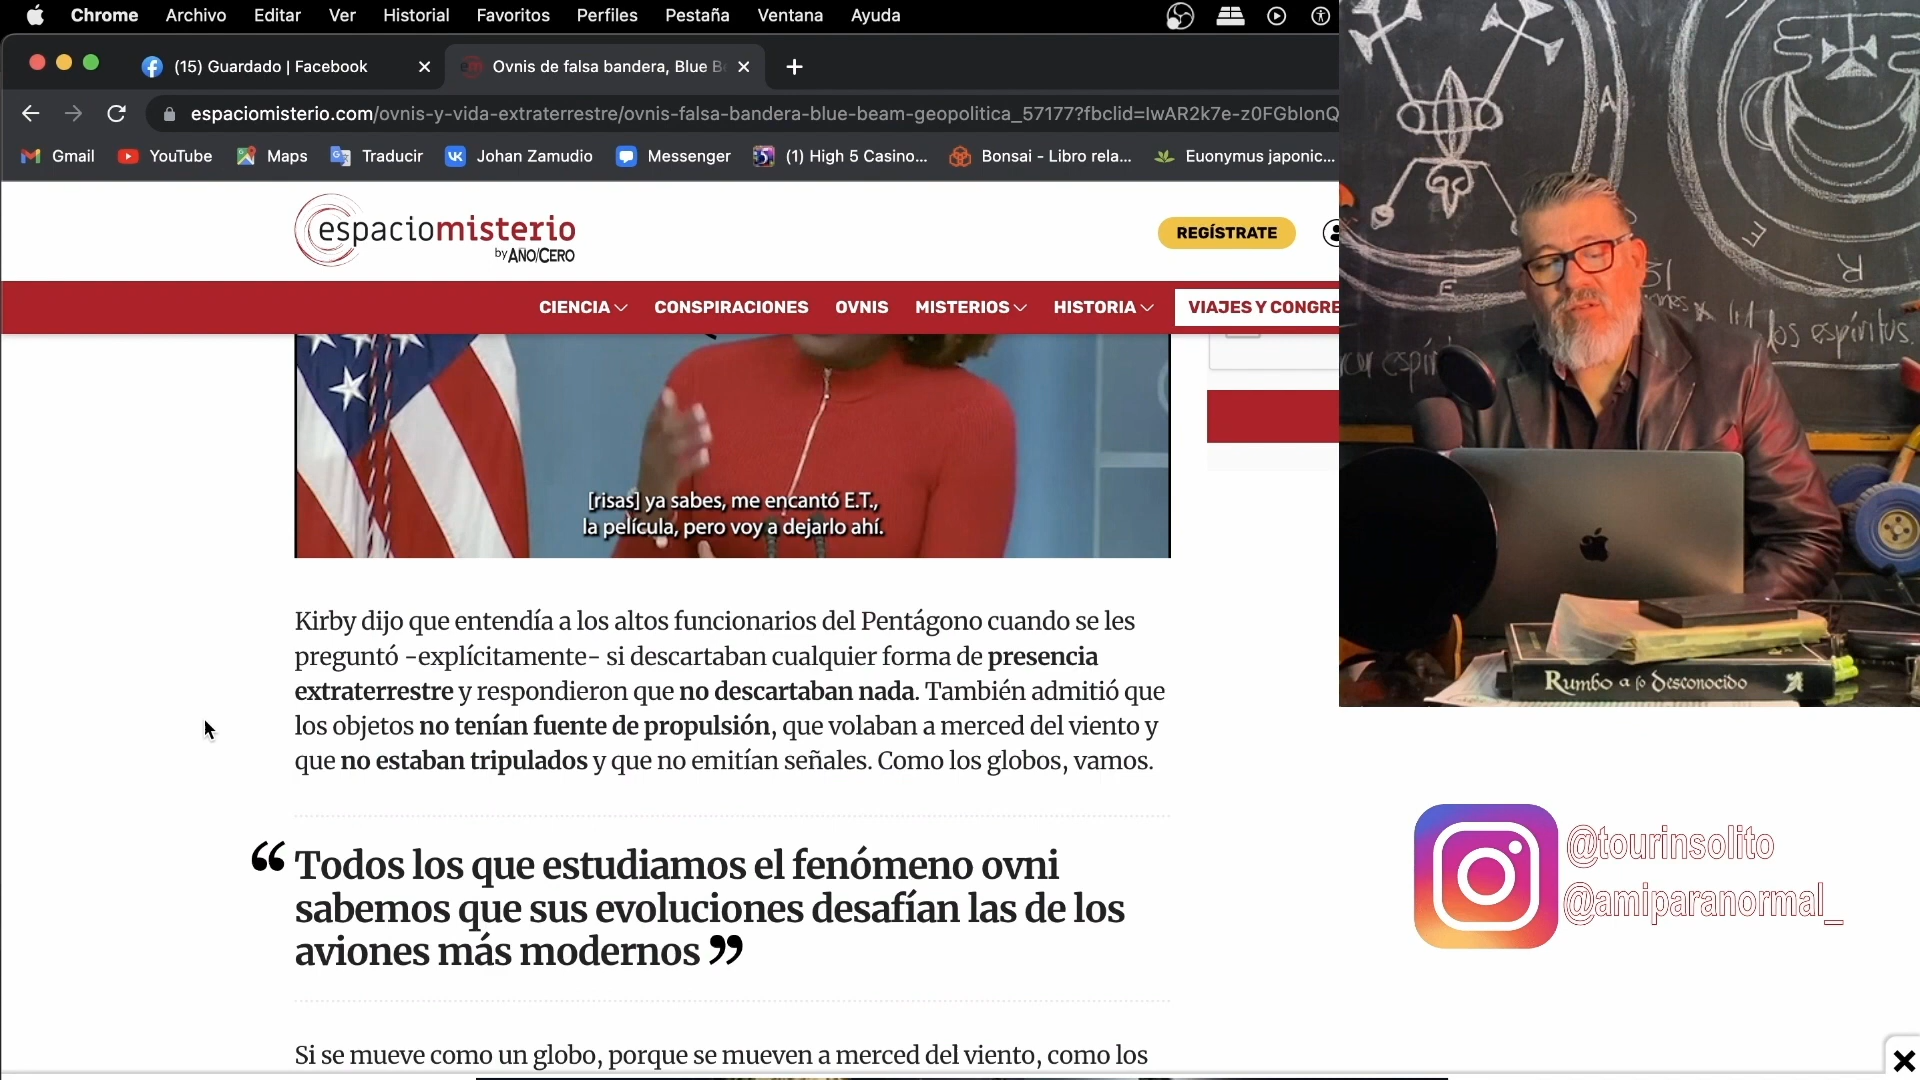 Chrome Archivo Editar Ver Historial Favoritos Perfiles Pestaña Ventana Ayuda
(15) Guardado | Facebook
Ovnis de falsa bandera, Blue B
espaciomisterio.com/ovnis-y-vida-extraterrestre/ovnis-falsa-bandera-blue-beam-geopolitica_57177?fbclid=IwAR2k7e-z0FGbIonQ
Gmail YouTube Maps Traducir Johan Zamudio Messenger (1) High 5 Casino... Bonsai - Libro rela... Euonymus japonic...
espaciomisterio
by AÑO/CERO
REGÍSTRATE
CIENCIA CONSPIRACIONES OVNIS MISTERIOS HISTORIA VIAJES Y CONGRE
[risas] ya sabes, me encantó E.T.,
la película, pero voy a dejarlo ahí.
Kirby dijo que entendía a los altos funcionarios del Pentágono cuando se les
preguntó -explícitamente- si descartaban cualquier forma de presencia
extraterrestre y respondieron que no descartaban nada. También admitió que
los objetos no tenían fuente de propulsión, que volaban a merced del viento y
que no estaban tripulados y que no emitían señales. Como los globos, vamos.
“ Todos los que estudiamos el fenómeno ovni
sabemos que sus evoluciones desafían las de los
aviones más modernos ”
Si se mueve como un globo, porque se mueven a merced del viento, como los
A
E
E
R
los espíritus.
Rumbo a lo Desconocido
@tourinsolito
@amiparanormal_